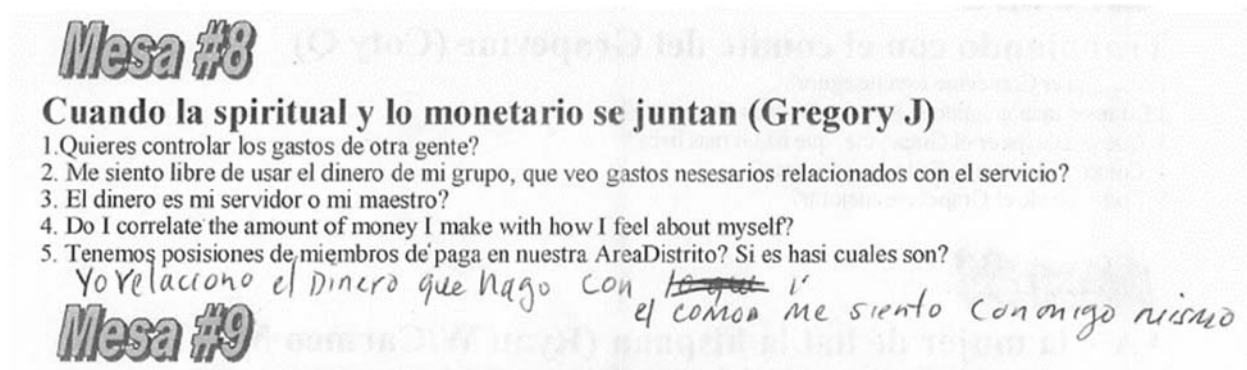 Mesa #8
Cuando la spiritual y lo monetario se juntan (Gregory J)
1.Quieres controlar los gastos de otra gente?
2. Me siento libre de usar el dinero de mi grupo, que veo gastos nesesarios relacionados con el servicio?
3. El dinero es mi servidor o mi maestro?
4. Do I correlate the amount of money I make with how I feel about myself?
5. Tenemos posisiones de miembros de paga en nuestra AreaDistrito? Si es hasi cuales son?
Yo relaciono el Dinero que hago con
el como me siento Conmigo mismo
Mesa #9